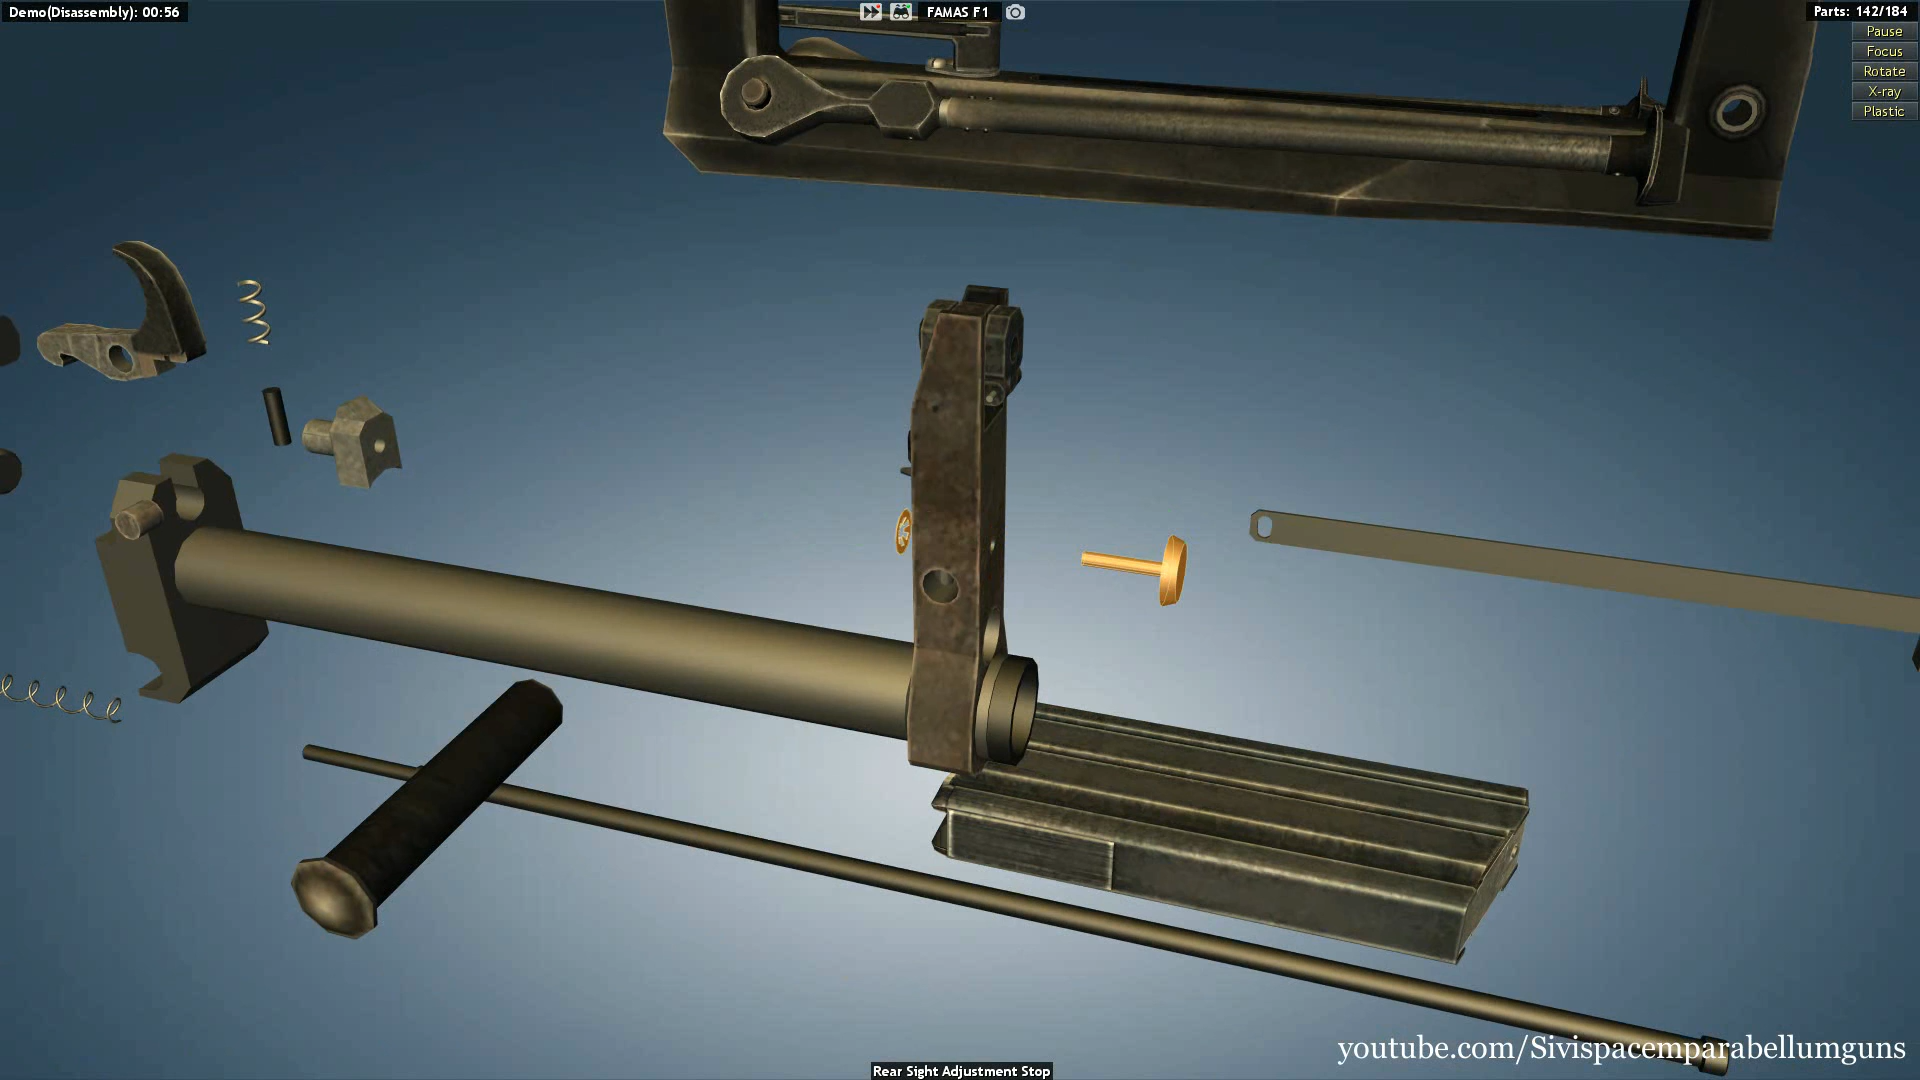 Demo(Disassembly): 00:56
FAMAS F1
Parts: 142/184
Pause
Focus
Rotate
X-ray
Plastic
youtube.com/Sivispacemparabellumguns
Rear Sight Adjustment Stop